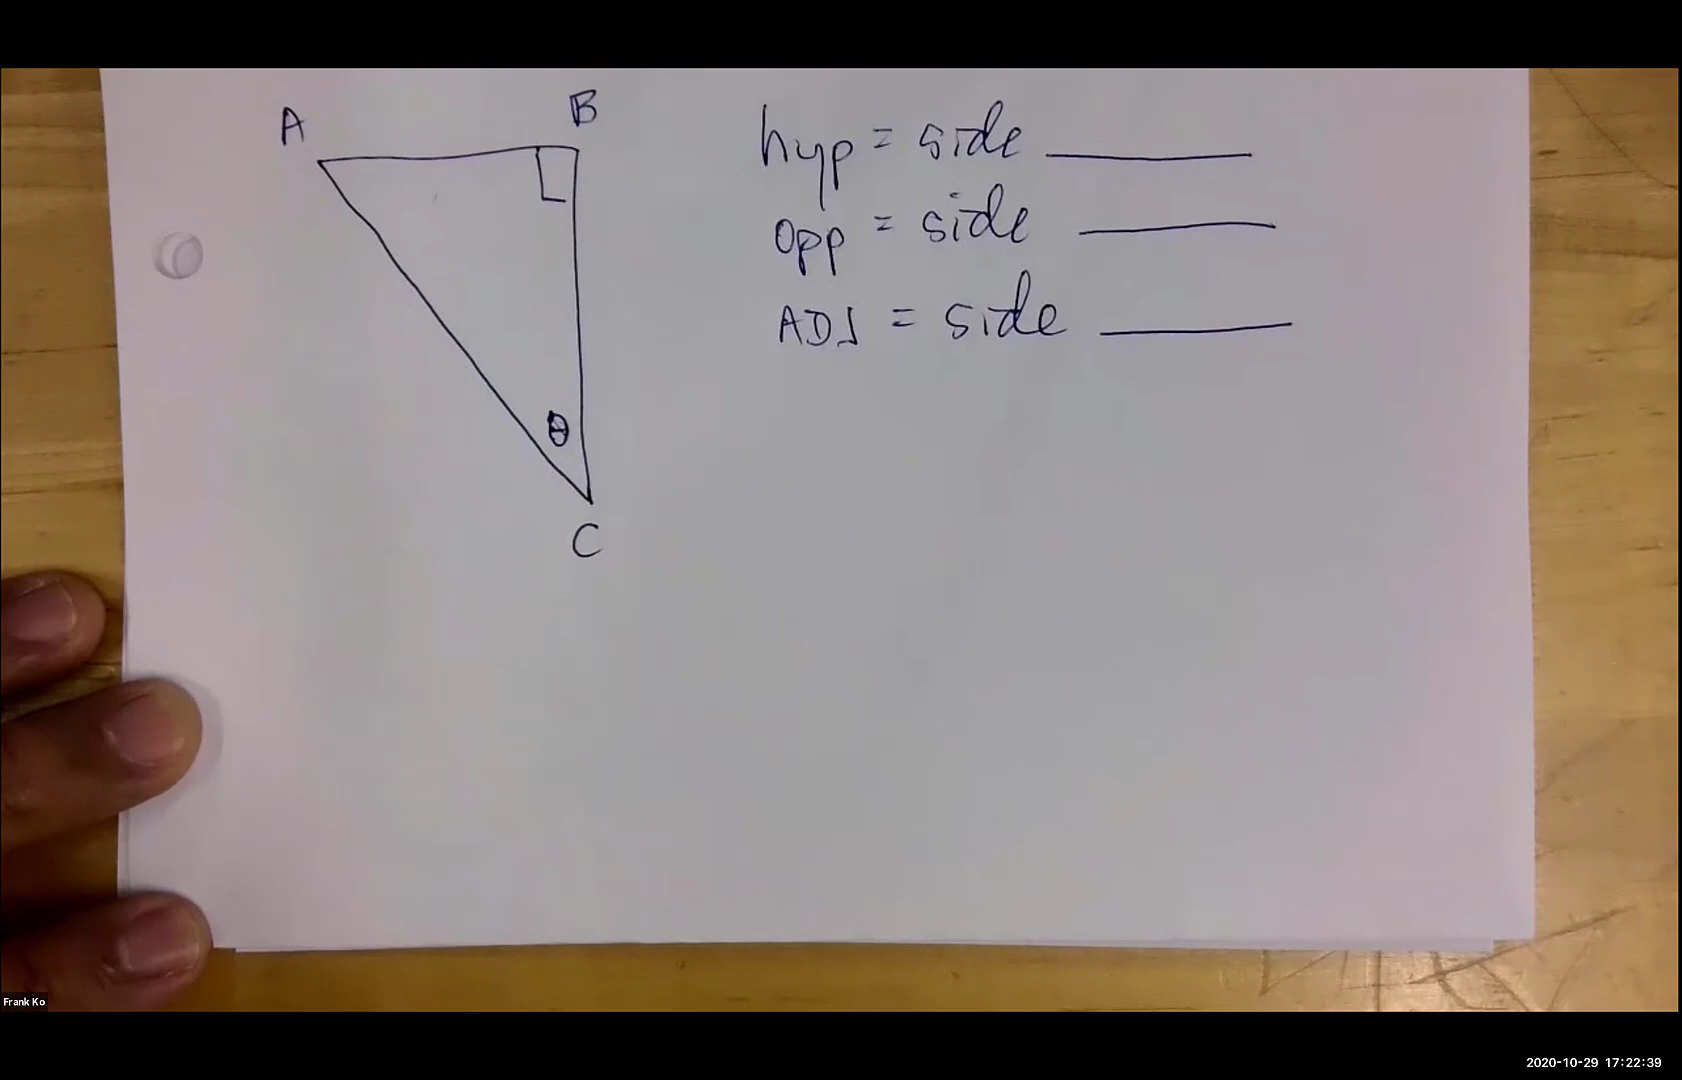 A
B
hyp = side
opp = side
ADJ = side
θ
C
Frank Ko
2020-10-29 17:22:39